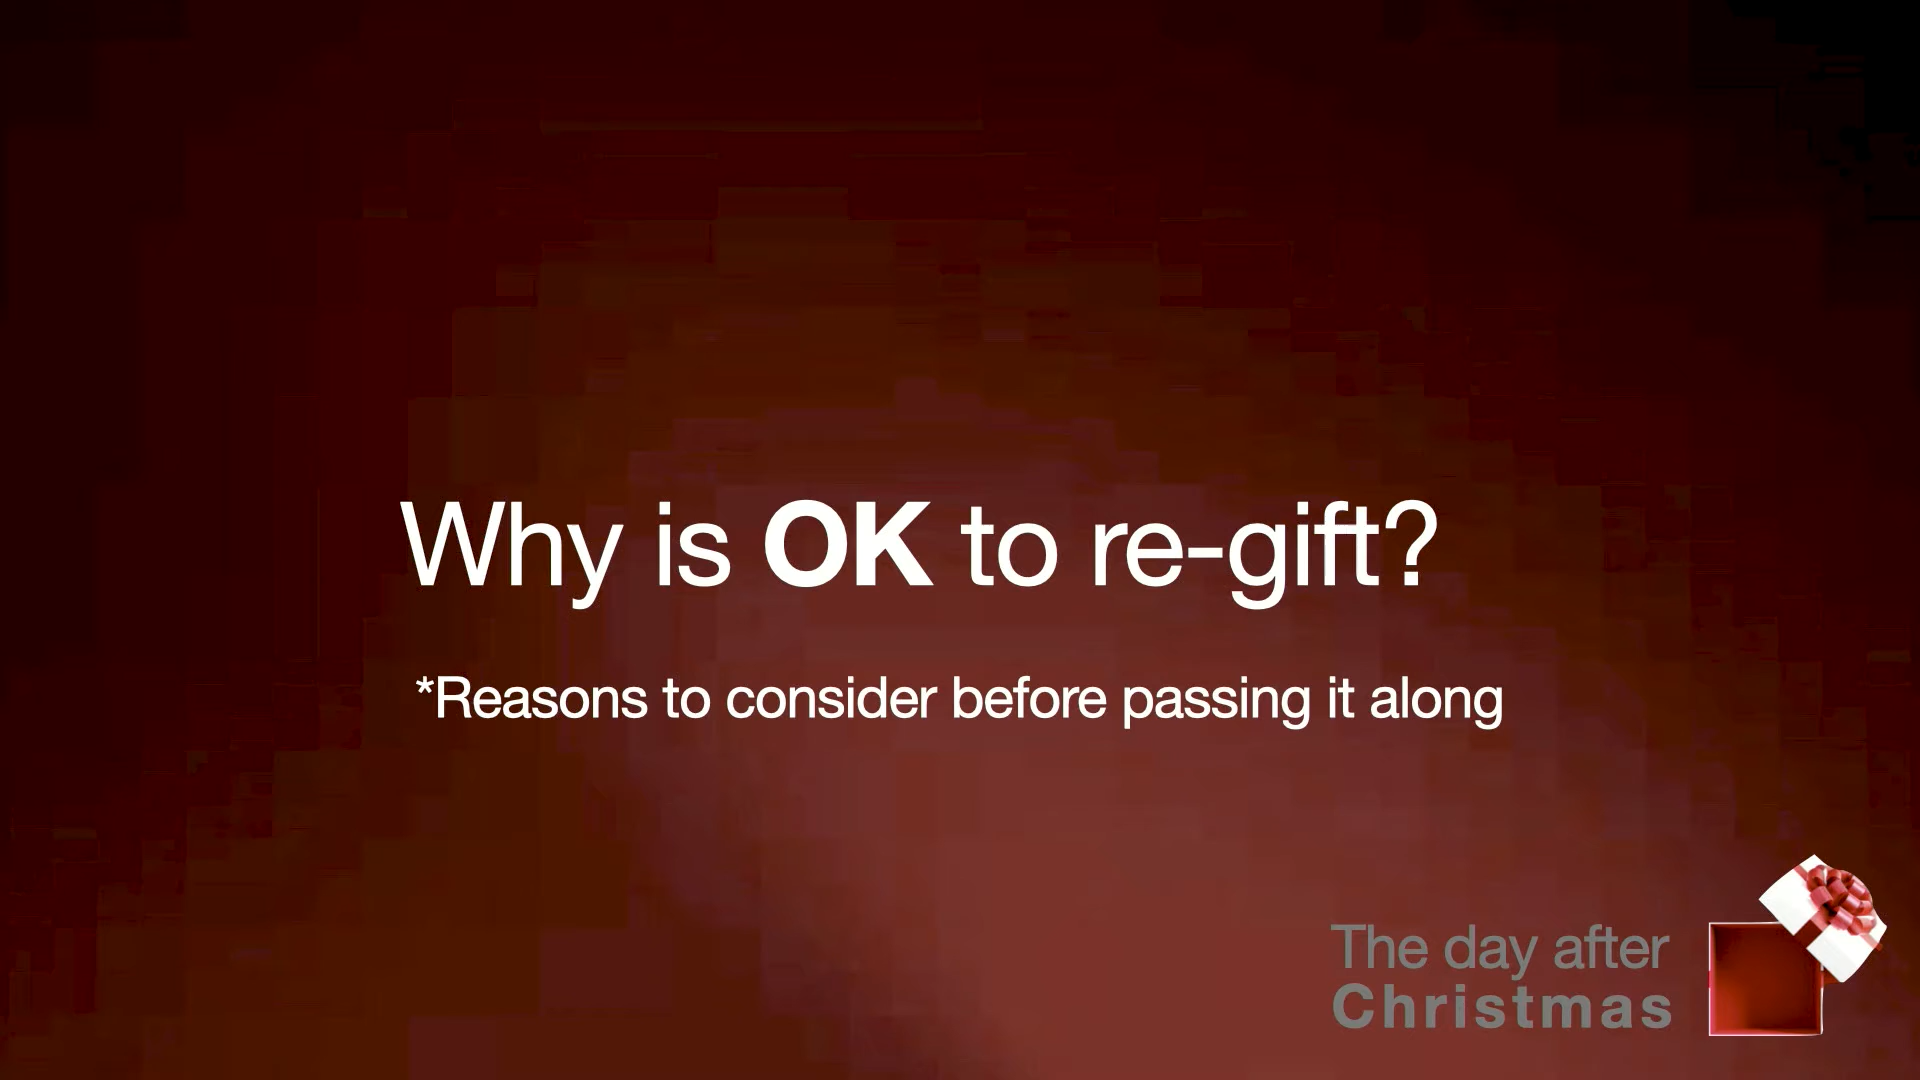 Why is OK to re-gift?
*Reasons to consider before passing it along
The day after
Christmas